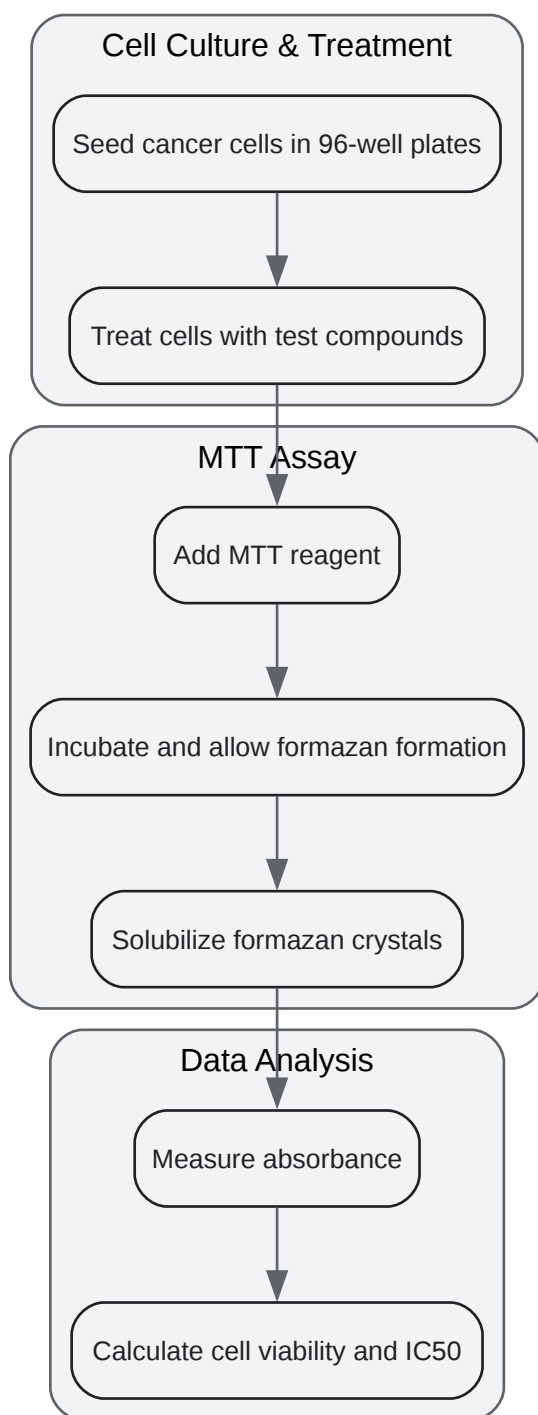 Cell Culture & Treatment
Seed cancer cells in 96-well plates
Treat cells with test compounds
MTT Assay
Add MTT reagent
Incubate and allow formazan formation
Solubilize formazan crystals
Data Analysis
Measure absorbance
Calculate cell viability and IC50